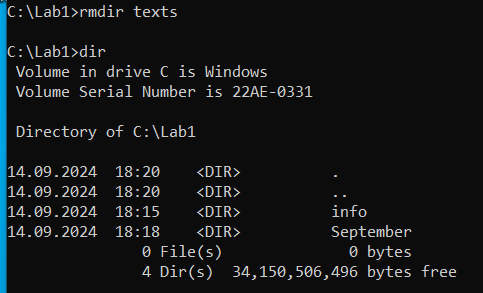 C:\Lab1>rmdir texts
C:\Lab1>dir
 Volume in drive C is Windows
 Volume Serial Number is 22AE-0331
 Directory of C:\Lab1
14.09.2024  18:20    <DIR>          .
14.09.2024  18:20    <DIR>          ..
14.09.2024  18:15    <DIR>          info
14.09.2024  18:18    <DIR>          September
               0 File(s)              0 bytes
               4 Dir(s)  34,150,506,496 bytes free